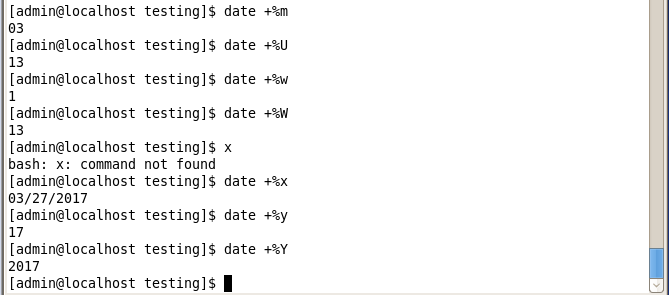 [admin@localhost testing]$ date +%m
03
[admin@localhost testing]$ date +%U
13
[admin@localhost testing]$ date +%w
1
[admin@localhost testing]$ date +%W
13
[admin@localhost testing]$ x
bash: x: command not found
[admin@localhost testing]$ date +%x
03/27/2017
[admin@localhost testing]$ date +%y
17
[admin@localhost testing]$ date +%Y
2017
[admin@localhost testing]$